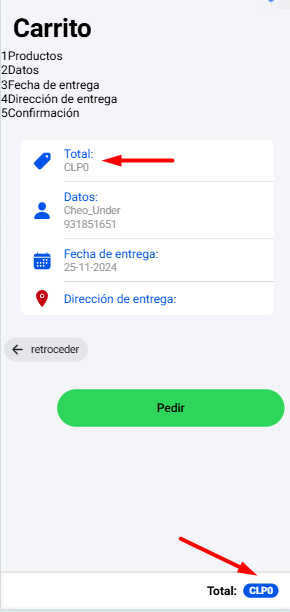 Carrito
1Productos
2Datos
3Fecha de entrega
4Dirección de entrega
5Confirmación
Total:
CLP0
Datos:
Cheo_Under
931851651
Fecha de entrega:
25-11-2024
Dirección de entrega:
retroceder
Pedir
Total: CLP0